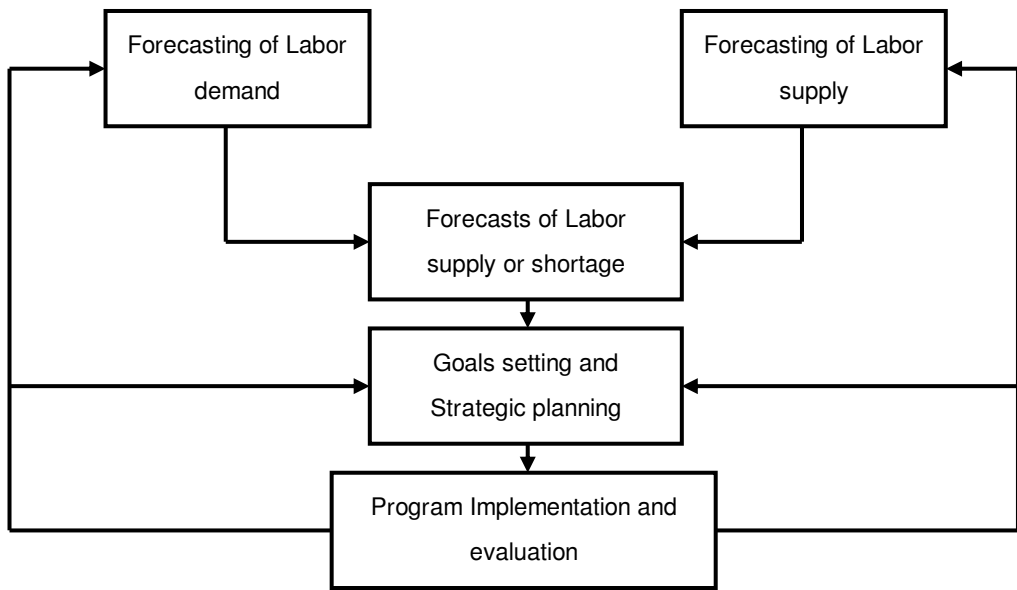 Forecasting of Labor
demand
Forecasting of Labor
supply
Forecasts of Labor
supply or shortage
Goals setting and
Strategic planning
Program Implementation and
evaluation